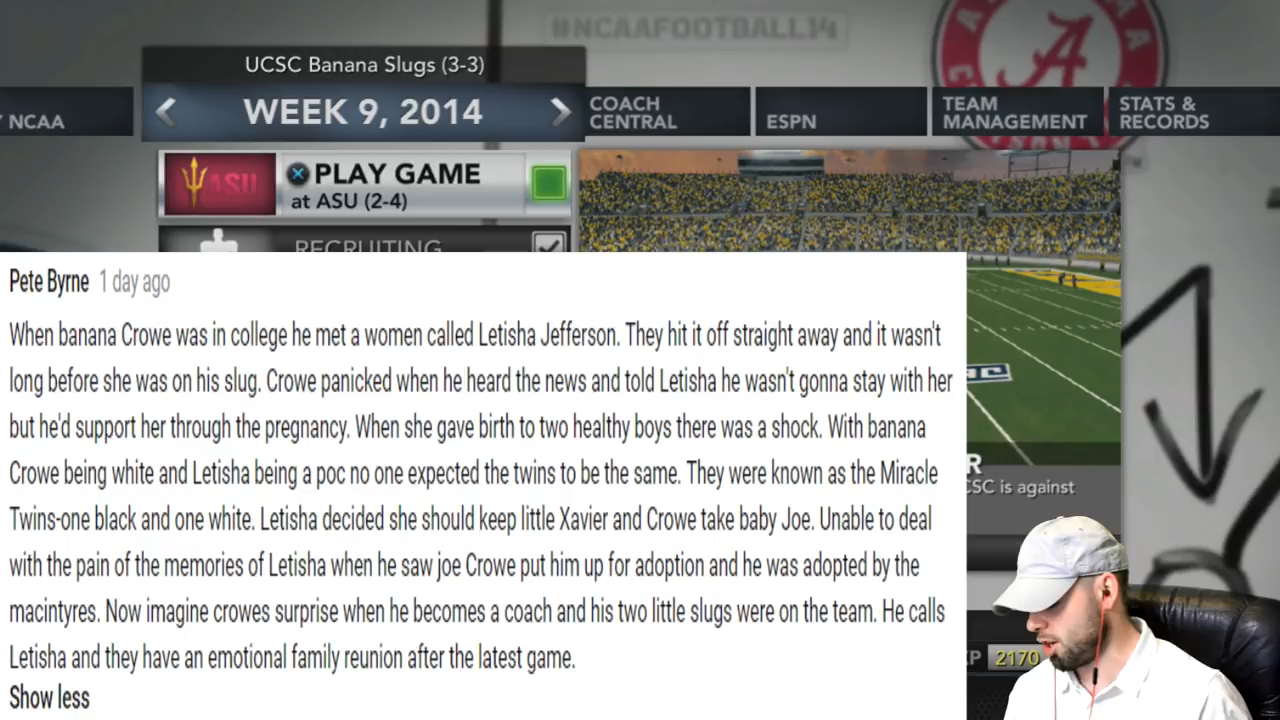 #NCAAFOOTBALL14
UCSC Banana Slugs (3-3)
WEEK 9, 2014
NCAA
COACH
CENTRAL
ESPN
TEAM
MANAGEMENT
STATS &
RECORDS
ASU
PLAY GAME
at ASU (2-4)
RECRUITING
Pete Byrne 1 day ago
When banana Crowe was in college he met a women called Letisha Jefferson. They hit it off straight away and it wasn't
long before she was on his slug. Crowe panicked when he heard the news and told Letisha he wasn't gonna stay with her
but he'd support her through the pregnancy. When she gave birth to two healthy boys there was a shock. With banana
Crowe being white and Letisha being a poc no one expected the twins to be the same. They were known as the Miracle
Twins-one black and one white. Letisha decided she should keep little Xavier and Crowe take baby Joe. Unable to deal
with the pain of the memories of Letisha when he saw joe Crowe put him up for adoption and he was adopted by the
macintyres. Now imagine crowes surprise when he becomes a coach and his two little slugs were on the team. He calls
Letisha and they have an emotional family reunion after the latest game.
Show less
R
CSC is against
XP 2170